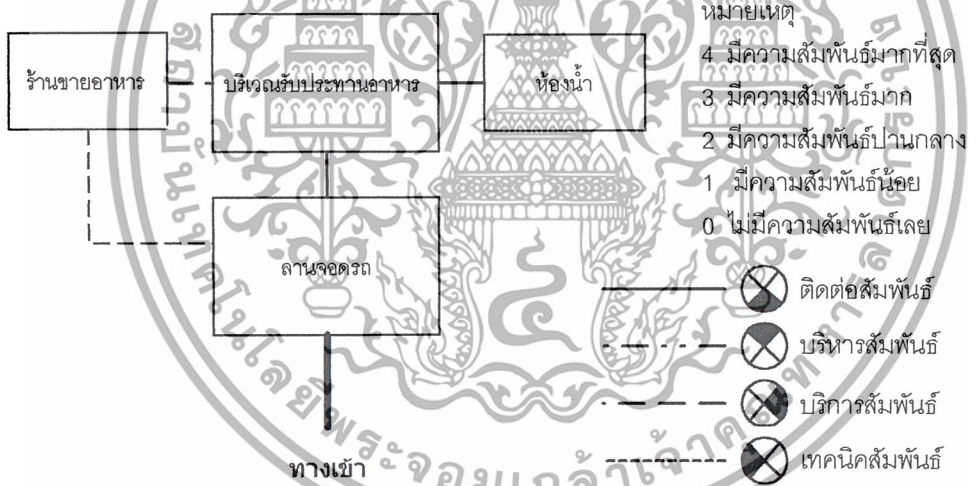 หมายเหตุ
4 มีความสัมพันธ์มากที่สุด
3 มีความสัมพันธ์มาก
2 มีความสัมพันธ์ปานกลาง
1 มีความสัมพันธ์น้อย
0 ไม่มีความสัมพันธ์เลย
ร้านขายอาหาร
บริเวณรับประทานอาหาร
ห้องน้ำ
ลานจอดรถ
ทางเข้า
ติดต่อสัมพันธ์
บริหารสัมพันธ์
บริการสัมพันธ์
เทคนิคสัมพันธ์